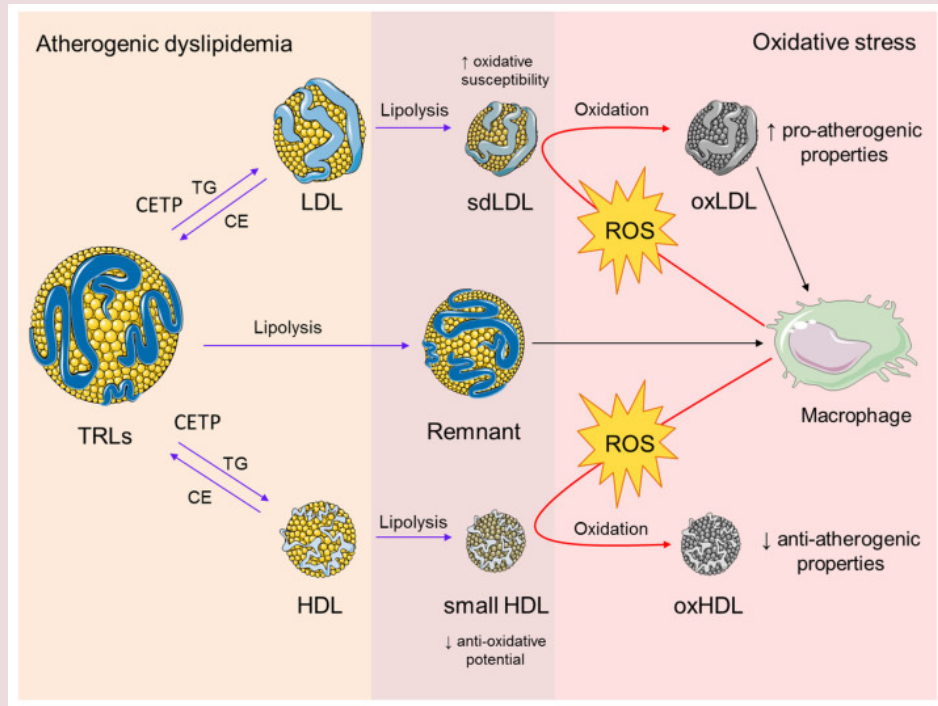 Atherogenic dyslipidemia
Oxidative stress
↑ oxidative
susceptibility
Lipolysis
Oxidation
↑ pro-atherogenic
properties
TG
CETP
CE
LDL
sdLDL
oxLDL
ROS
Lipolysis
TRLs
Remnant
Macrophage
CETP
TG
CE
ROS
Lipolysis
Oxidation
↓ anti-atherogenic
properties
HDL
small HDL
oxHDL
↓ anti-oxidative
potential